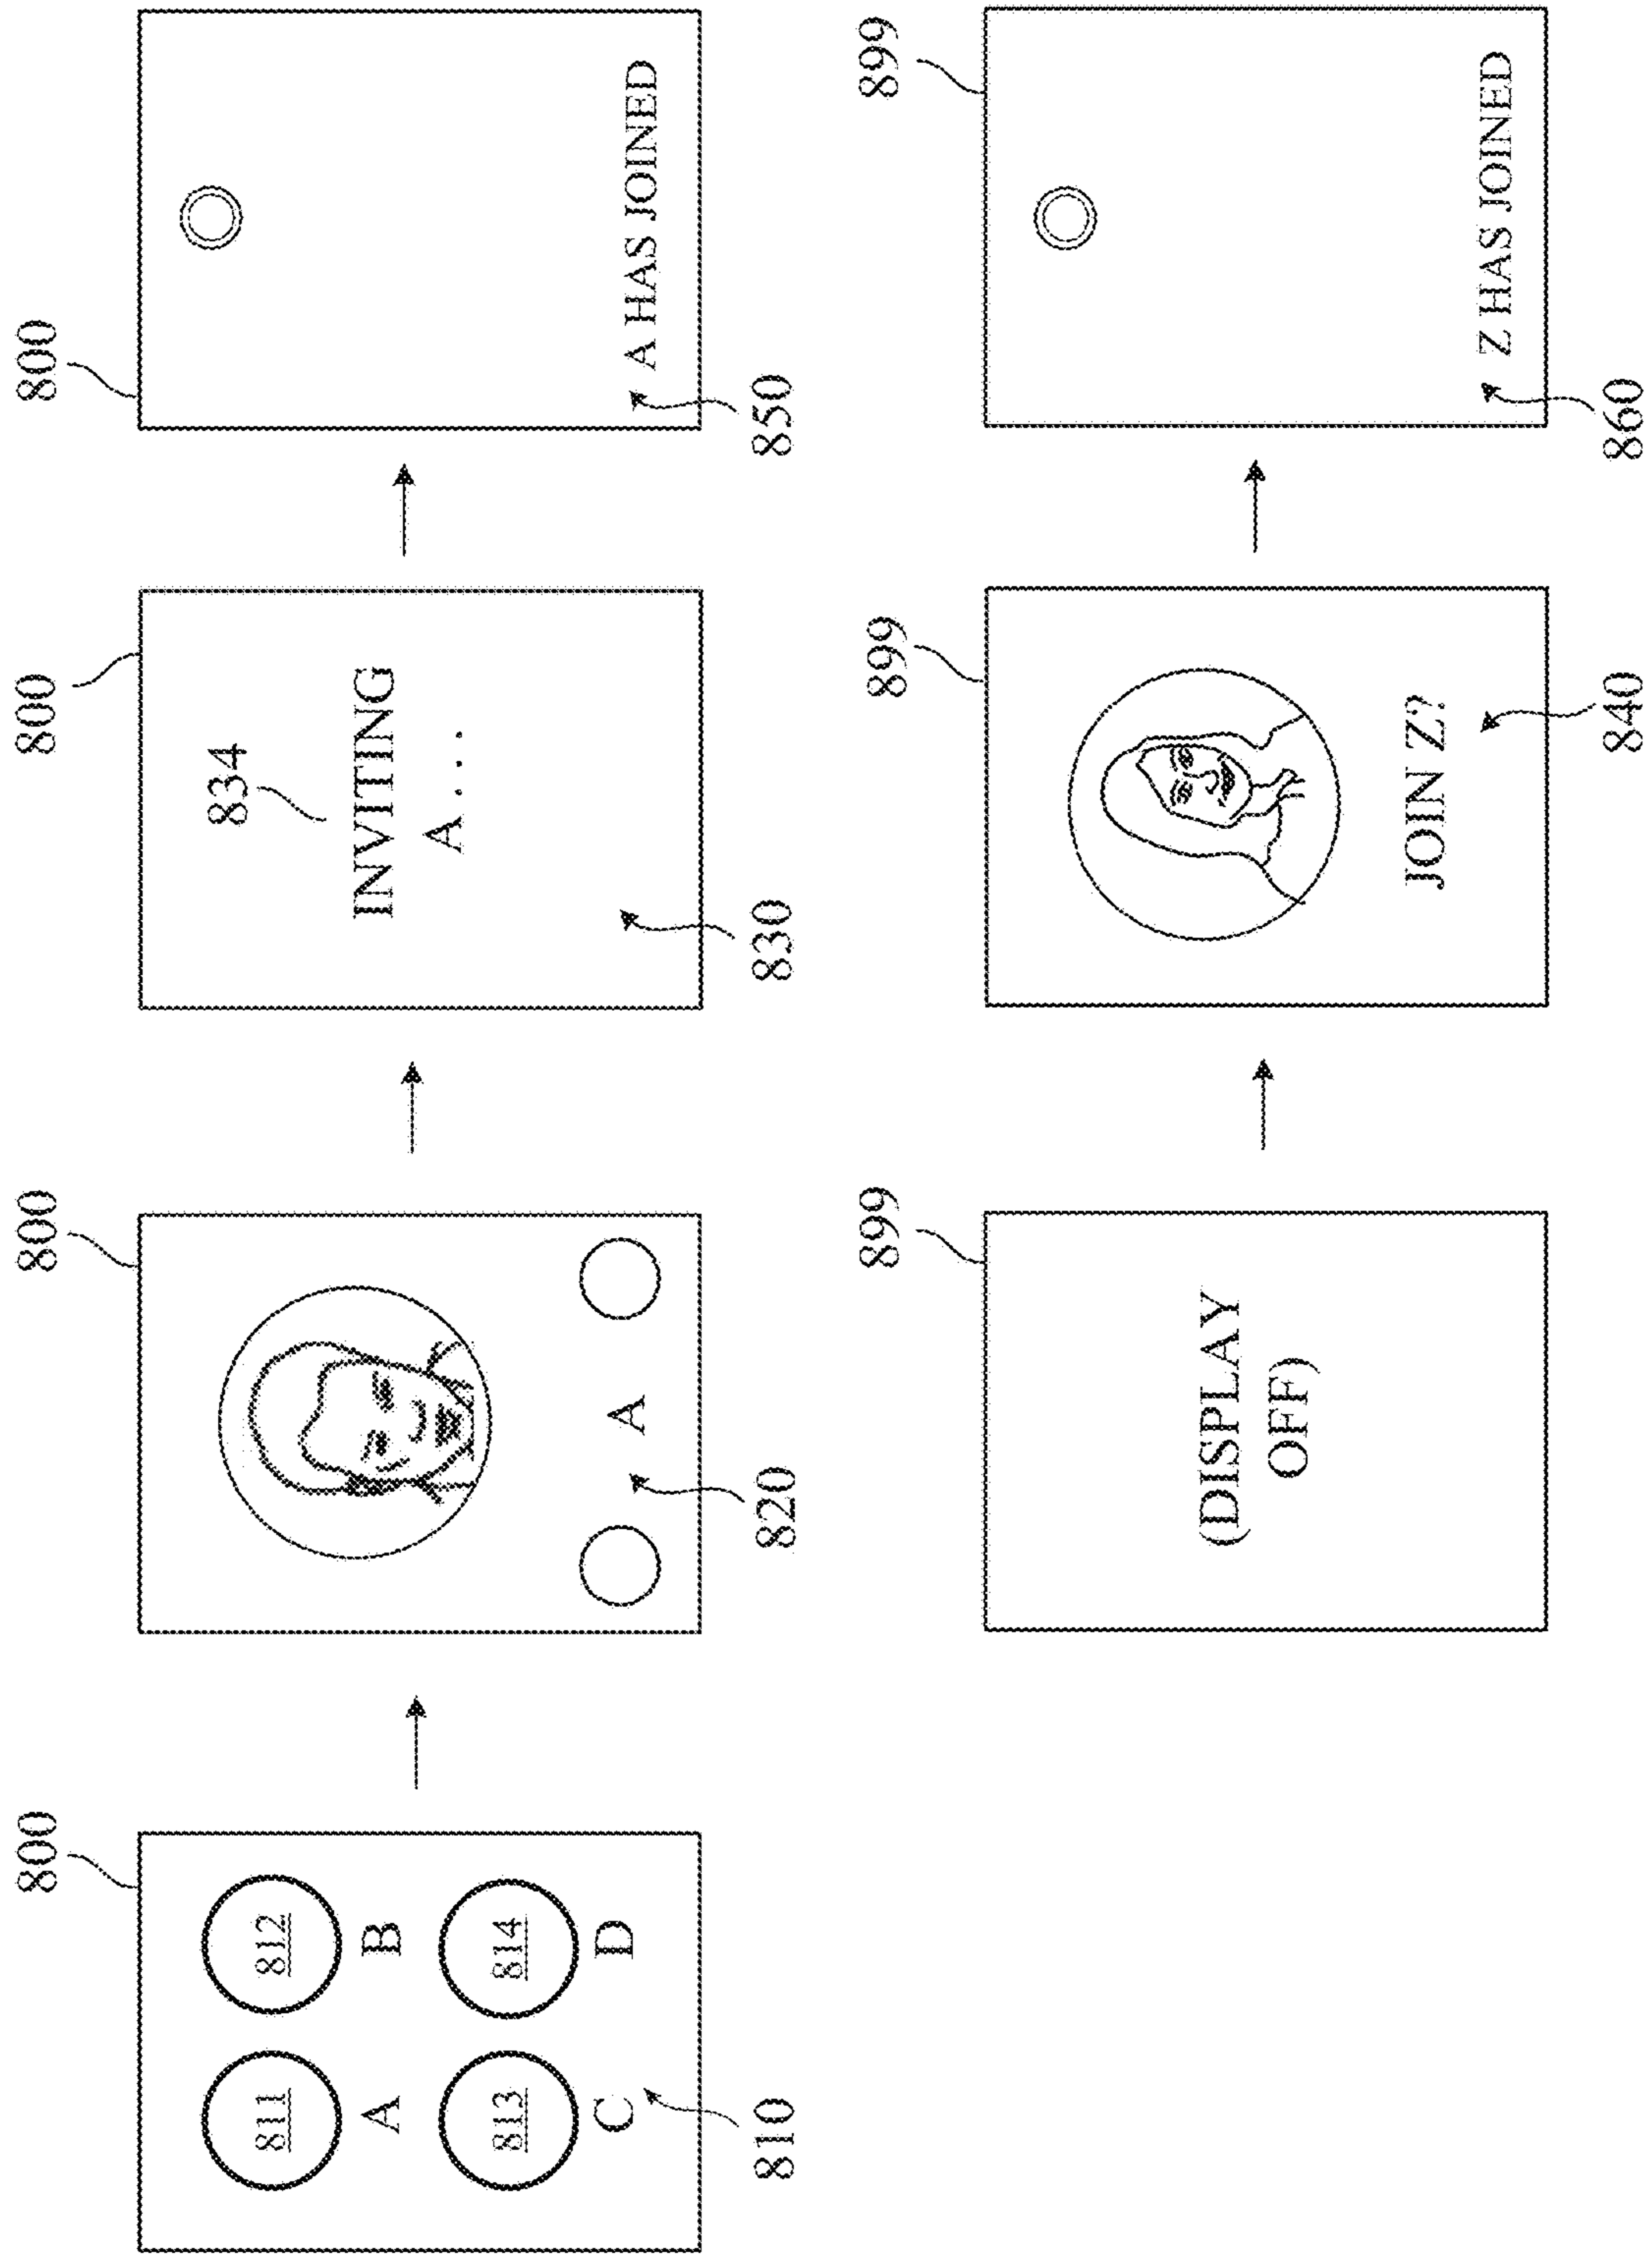 800
811
812
A
B
813
814
C
D
810
800
A
820
800
834
INVITING
A....
830
800
A HAS JOINED
850
899
(DISPLAY
OFF)
899
JOIN Z?
840
899
Z HAS JOINED
860